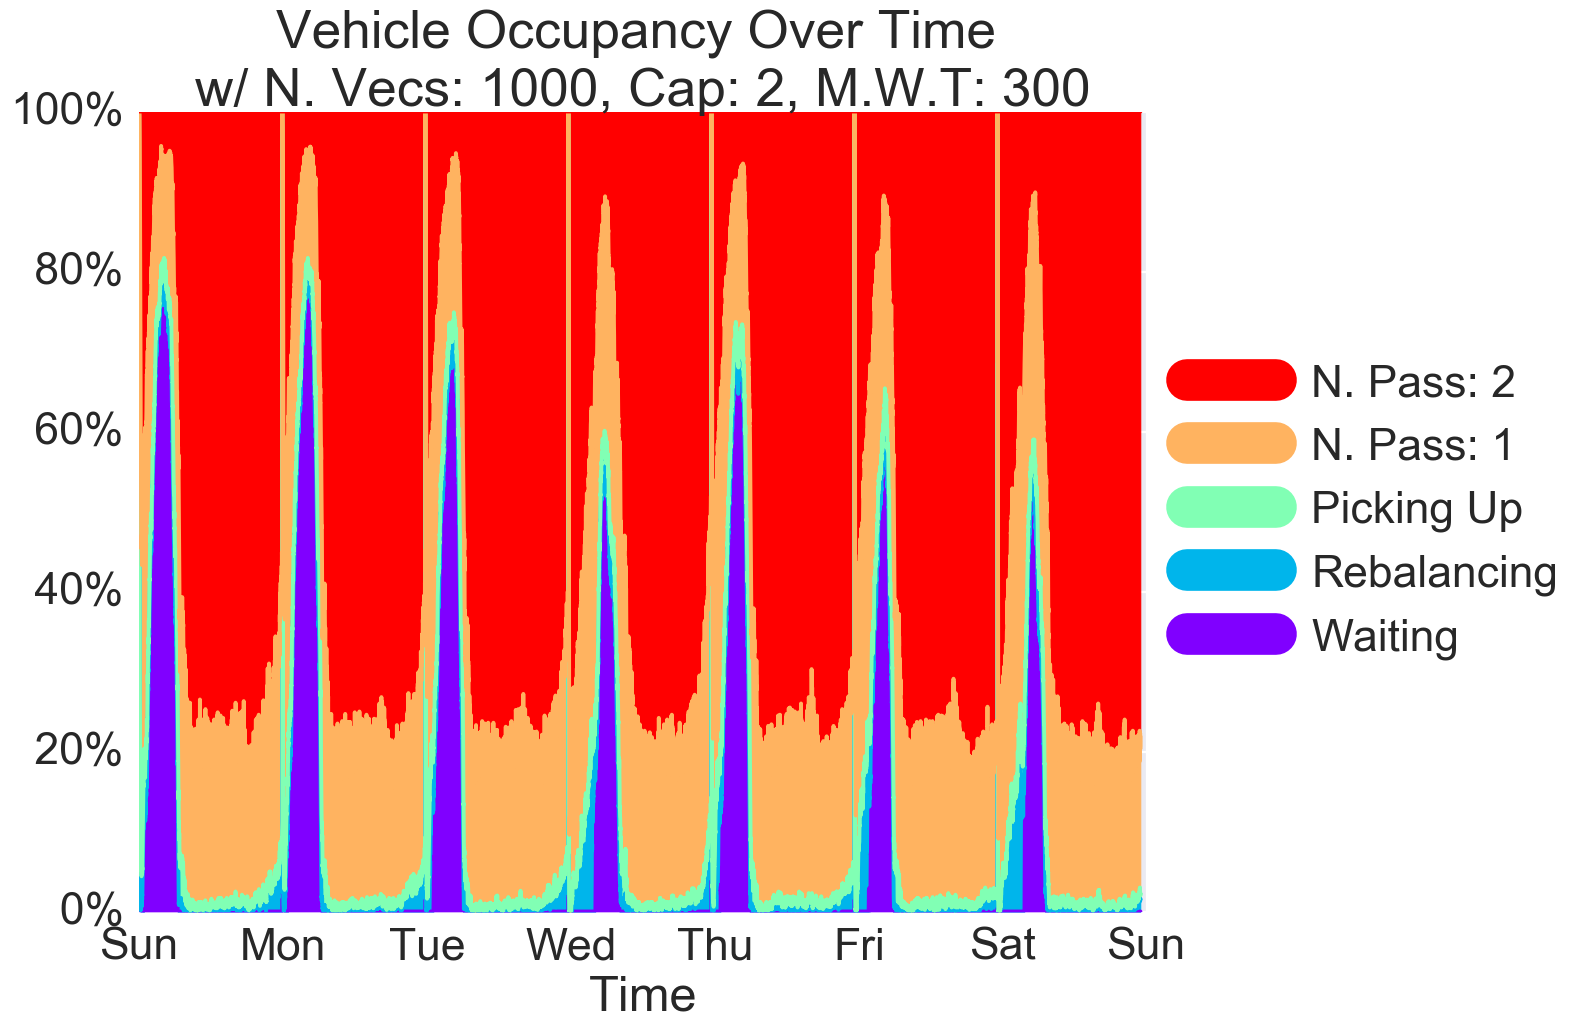 Vehicle Occupancy Over Time
w/ N. Vecs: 1000, Cap: 2, M.W.T: 300
100%
80%
60%
40%
20%
0%
Sun Mon Tue Wed Thu Fri Sat Sun
Time
N. Pass: 2
N. Pass: 1
Picking Up
Rebalancing
Waiting